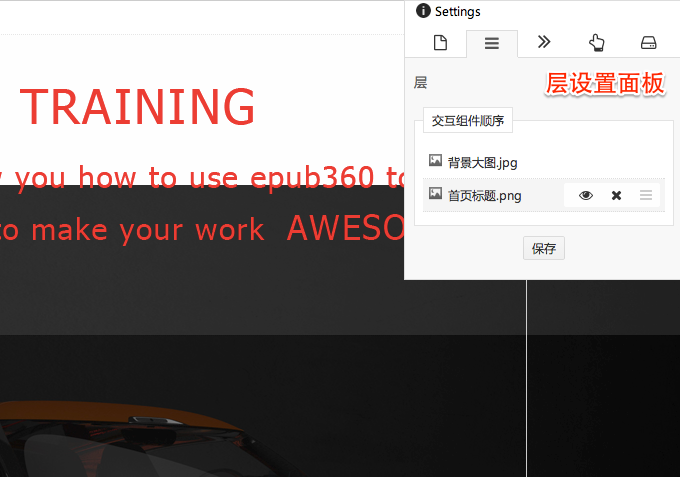 Settings
层
层设置面板
TRAINING
交互组件顺序
背景大图.jpg
you how to use epub360 to
首页标题.png
to make your work AWESO
保存